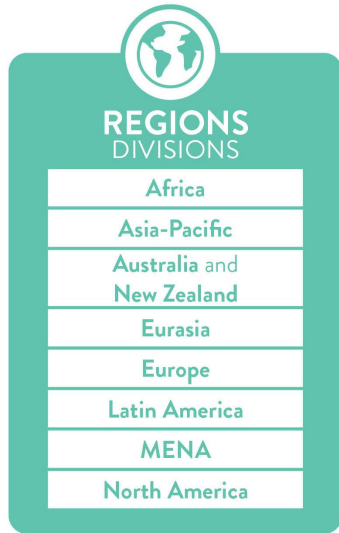 REGIONS
DIVISIONS
Africa
Asia-Pacific
Australia and
New Zealand
Eurasia
Europe
Latin America
MENA
North America